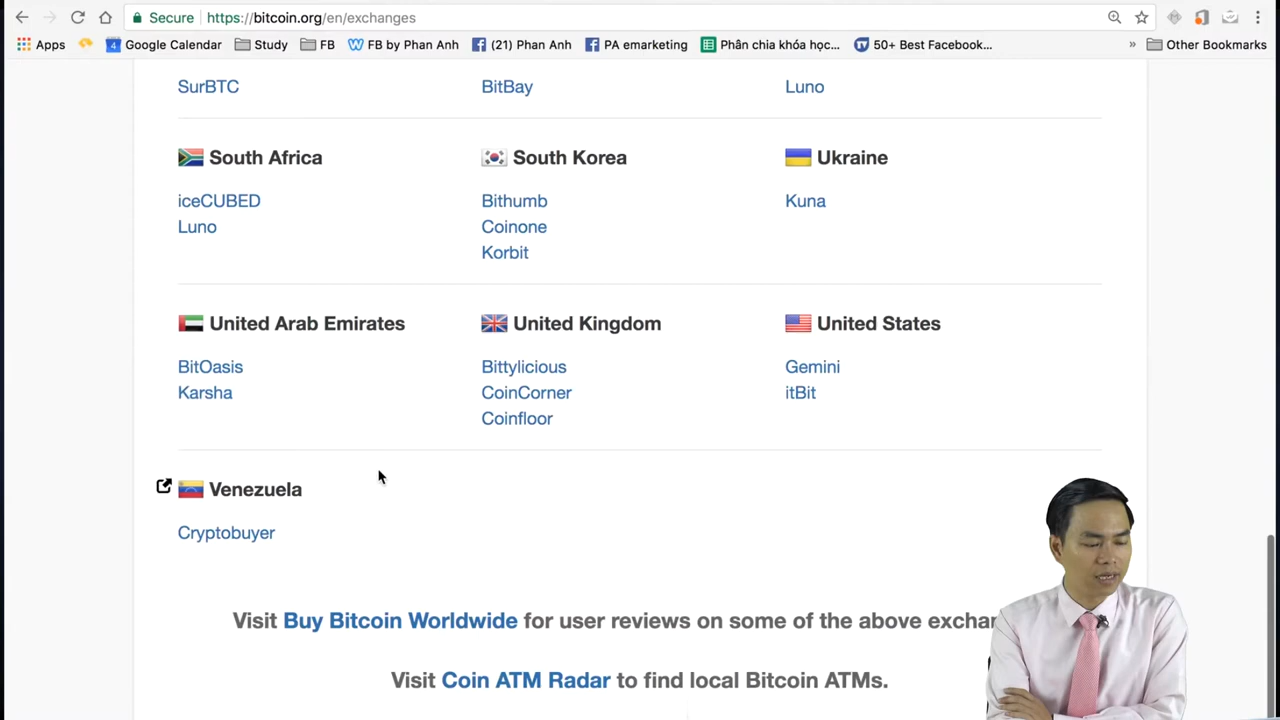 Secure https://bitcoin.org/en/exchanges
Apps 4 Google Calendar Study FB FB by Phan Anh (21) Phan Anh PA emarketing Phân chia khóa học... 50+ Best Facebook... » Other Bookmarks
SurBTC BitBay Luno
South Africa South Korea Ukraine
iceCUBED Bithumb Kuna
Luno Coinone
Korbit
United Arab Emirates United Kingdom United States
BitOasis Bittylicious Gemini
Karsha CoinCorner itBit
Coinfloor
Venezuela
Cryptobuyer
Visit Buy Bitcoin Worldwide for user reviews on some of the above exchan
Visit Coin ATM Radar to find local Bitcoin ATMs.